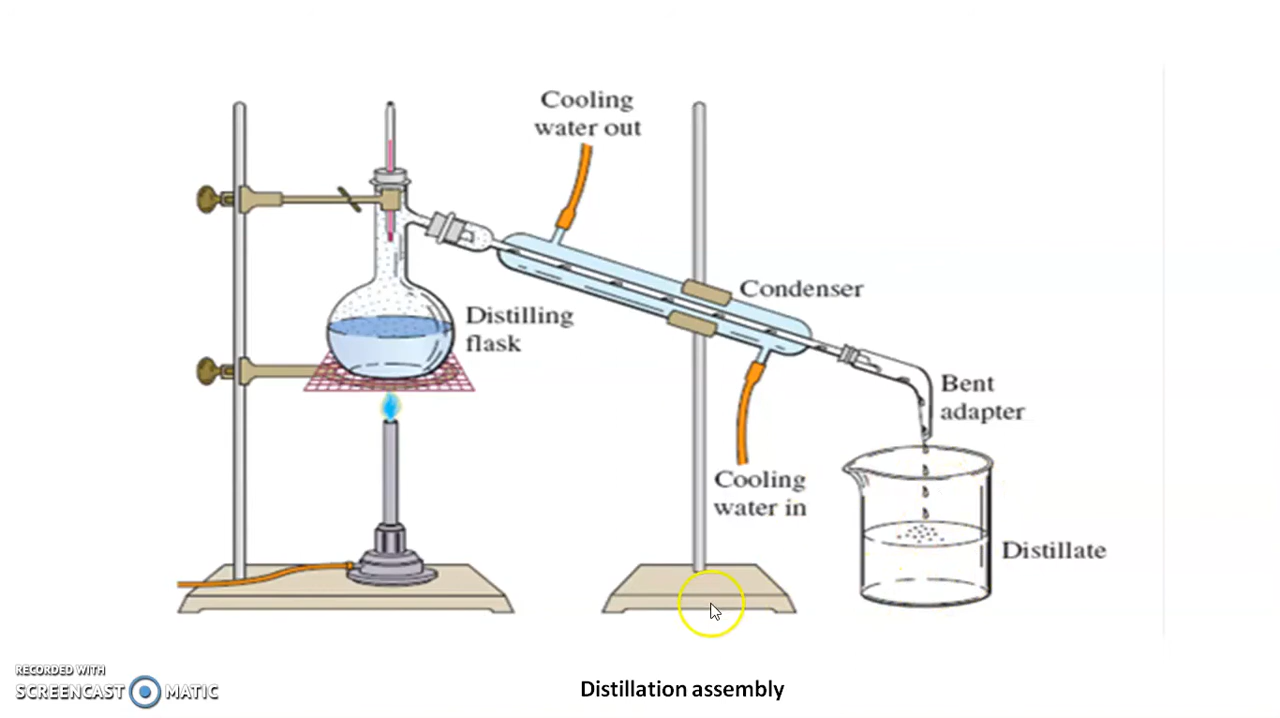 Cooling
water out
Condenser
Distilling
flask
Bent
adapter
Cooling
water in
Distillate
RECORDED WITH
SCREENCAST MATIC
Distillation assembly